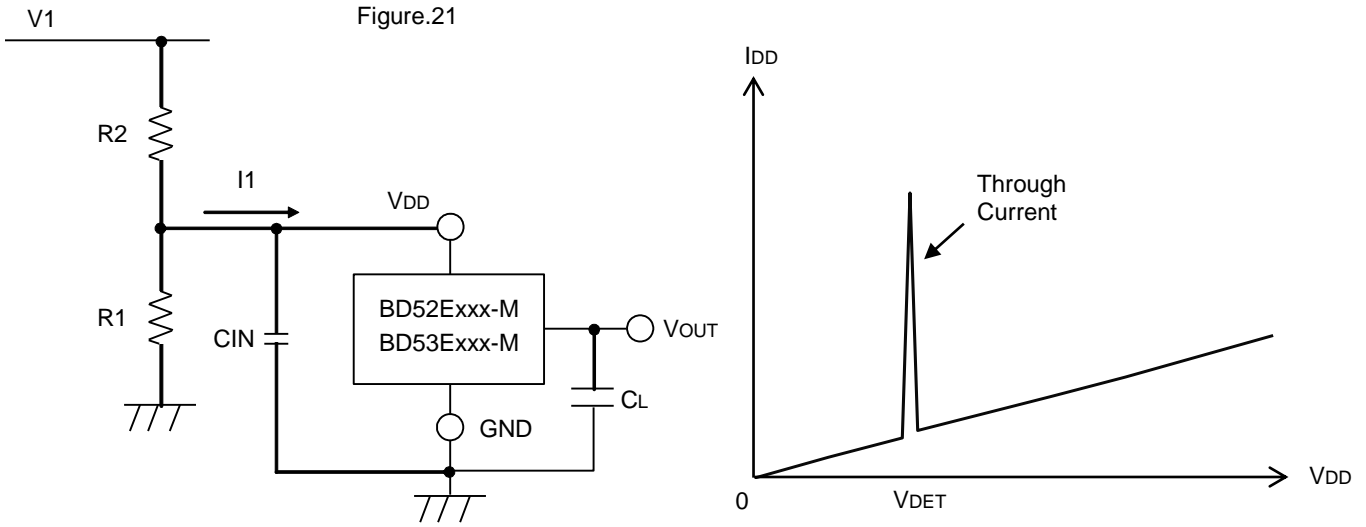 V1
Figure.21
R2
I1
VDD
R1
CIN
BD52Exxx-M
BD53Exxx-M
VOUT
CL
GND
IDD
Through
Current
0
VDET
VDD